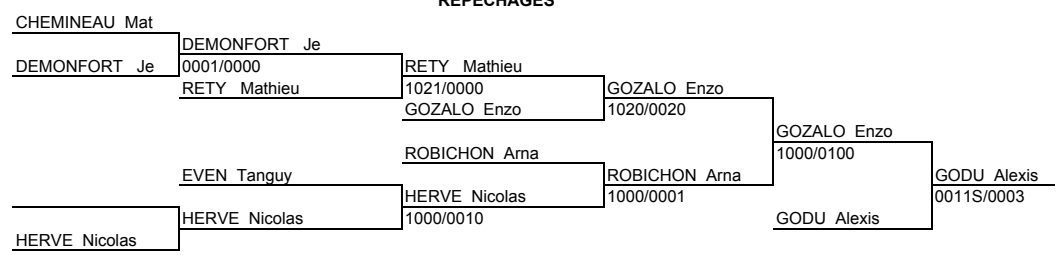 REPECHAGES
CHEMINEAU Mat
DEMONFORT Je
DEMONFORT Je
0001/0000
RETY Mathieu
RETY Mathieu
1021/0000
GOZALO Enzo
GOZALO Enzo
1020/0020
GOZALO Enzo
1000/0100
ROBICHON Arna
EVEN Tanguy
ROBICHON Arna
1000/0001
GODU Alexis
0011S/0003
HERVE Nicolas
1000/0010
HERVE Nicolas
GODU Alexis
HERVE Nicolas